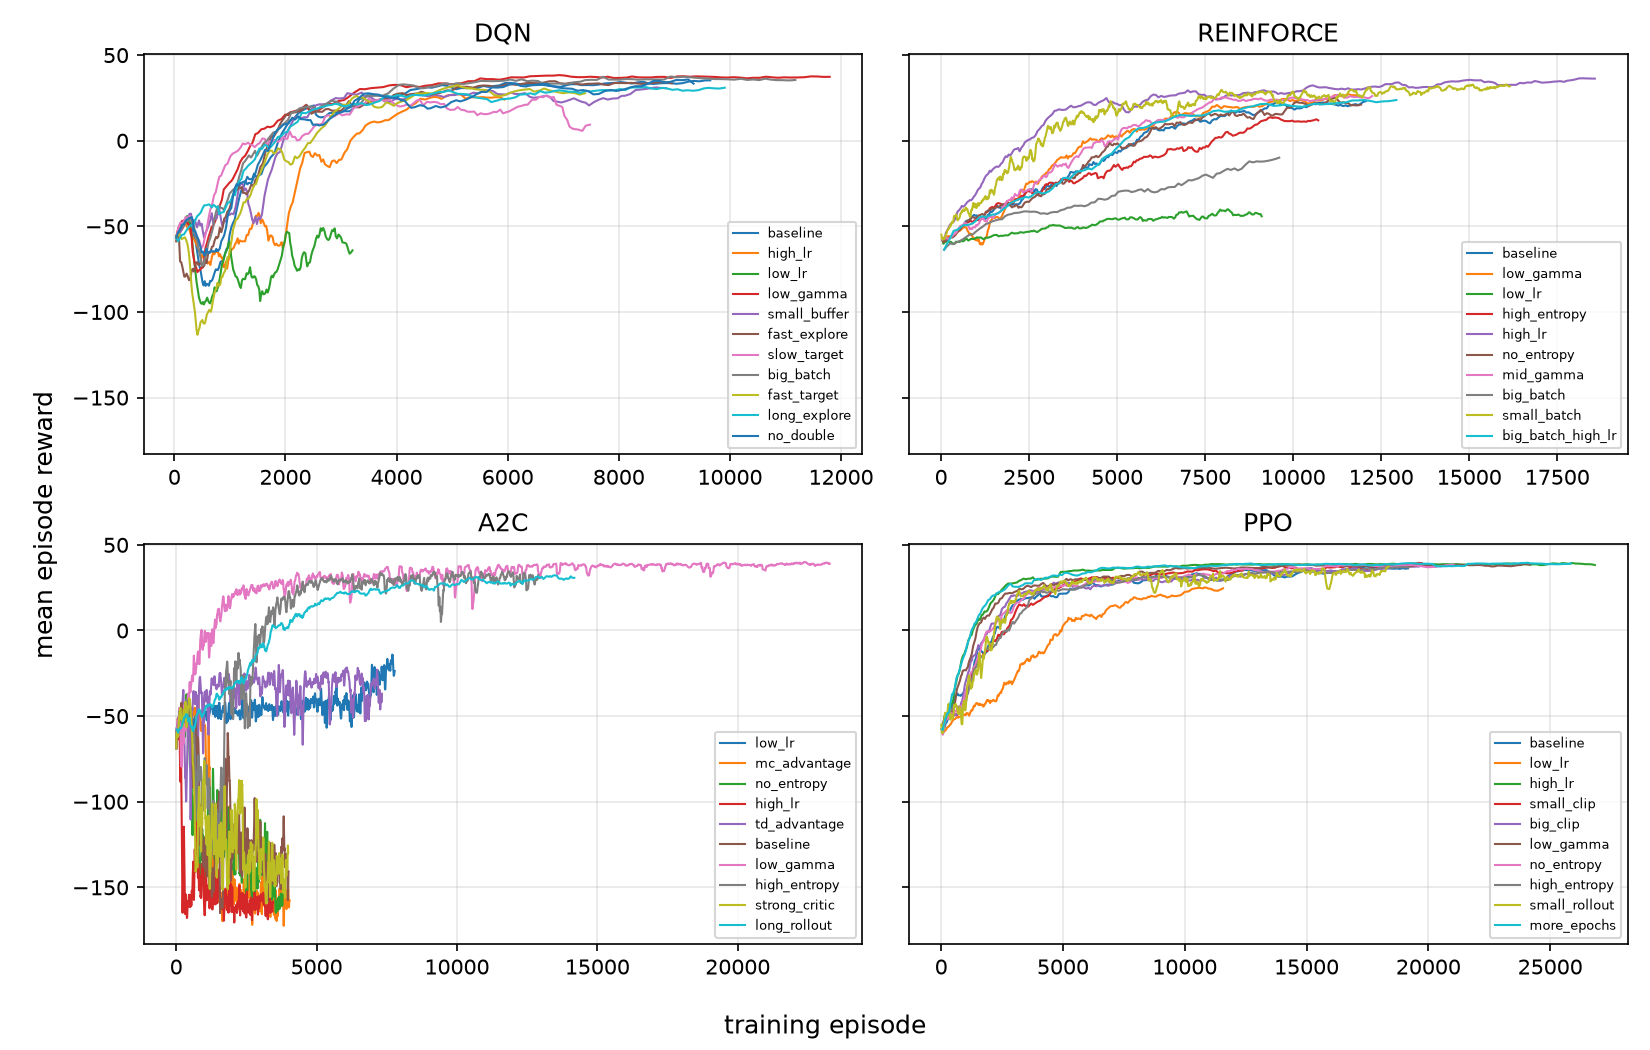 DQN
50
0
−50
−100
−150
0 2000 4000 6000 8000 10000 12000
baseline
high_lr
low_lr
low_gamma
small_buffer
fast_explore
slow_target
big_batch
fast_target
long_explore
no_double
REINFORCE
0 2500 5000 7500 10000 12500 15000 17500
baseline
low_gamma
low_lr
high_entropy
high_lr
no_entropy
mid_gamma
big_batch
small_batch
big_batch_high_lr
mean episode reward
A2C
50
0
−50
−100
−150
0 5000 10000 15000 20000
low_lr
mc_advantage
no_entropy
high_lr
td_advantage
baseline
low_gamma
high_entropy
strong_critic
long_rollout
PPO
0 5000 10000 15000 20000 25000
baseline
low_lr
high_lr
small_clip
big_clip
low_gamma
no_entropy
high_entropy
small_rollout
more_epochs
training episode